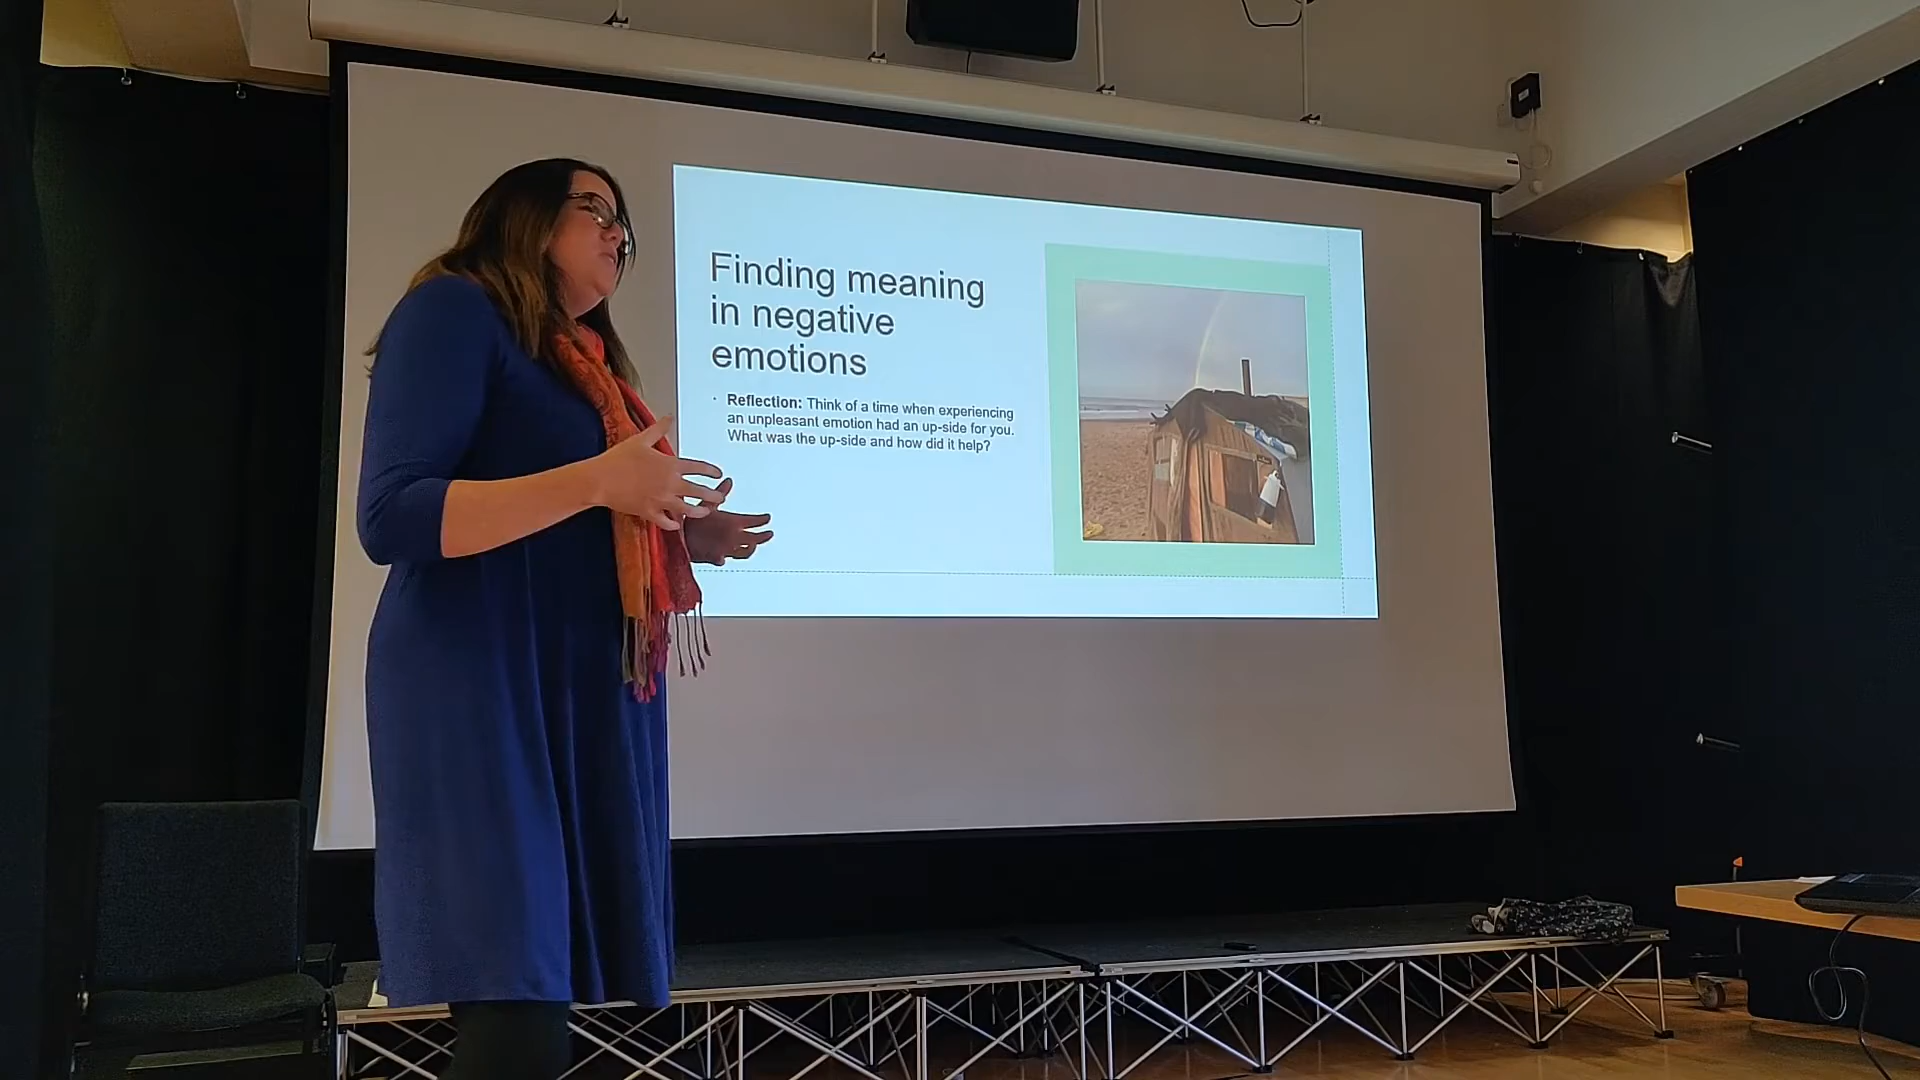 Finding meaning
in negative
emotions
· Reflection: Think of a time when experiencing
an unpleasant emotion had an up-side for you.
What was the up-side and how did it help?